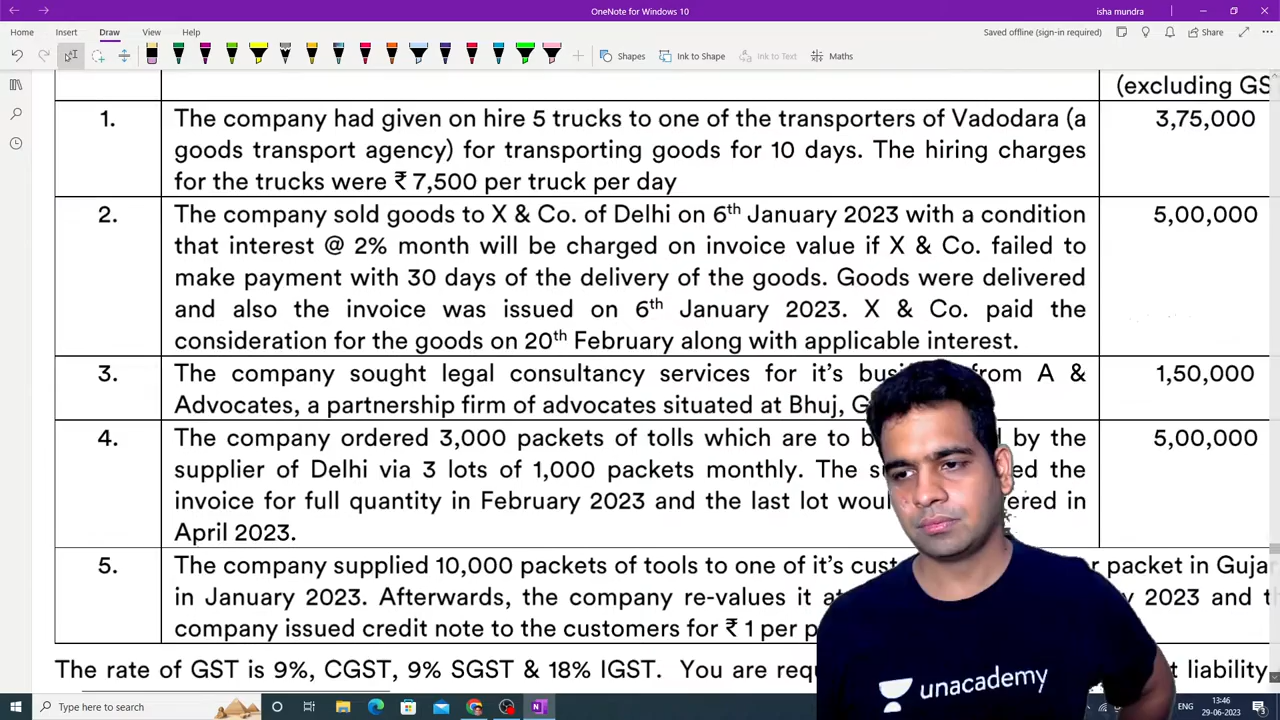 OneNote for Windows 10
isha mundra
Home Insert Draw View Help
Saved offline (sign-in required)
Share
Shapes
Ink to Shape
Ink to Text
Maths
(excluding GS
1. The company had given on hire 5 trucks to one of the transporters of Vadodara (a 3,75,000
goods transport agency) for transporting goods for 10 days. The hiring charges
for the trucks were ₹ 7,500 per truck per day
2. The company sold goods to X & Co. of Delhi on 6th January 2023 with a condition 5,00,000
that interest @ 2% month will be charged on invoice value if X & Co. failed to
make payment with 30 days of the delivery of the goods. Goods were delivered
and also the invoice was issued on 6th January 2023. X & Co. paid the
consideration for the goods on 20th February along with applicable interest.
3. The company sought legal consultancy services for it's from A & 1,50,000
Advocates, a partnership firm of advocates situated at Bhuj,
4. The company ordered 3,000 packets of tolls which are to by the 5,00,000
supplier of Delhi via 3 lots of 1,000 packets monthly. The the
invoice for full quantity in February 2023 and the last lot in
April 2023.
5. The company supplied 10,000 packets of tools to one of it's packet in Gujar
in January 2023. Afterwards, the company re-values it 2023 and
company issued credit note to the customers for ₹ 1 per
The rate of GST is 9%, CGST, 9% SGST & 18% IGST. You are liability
unacademy
Type here to search
ENG
13:46
29-06-2023